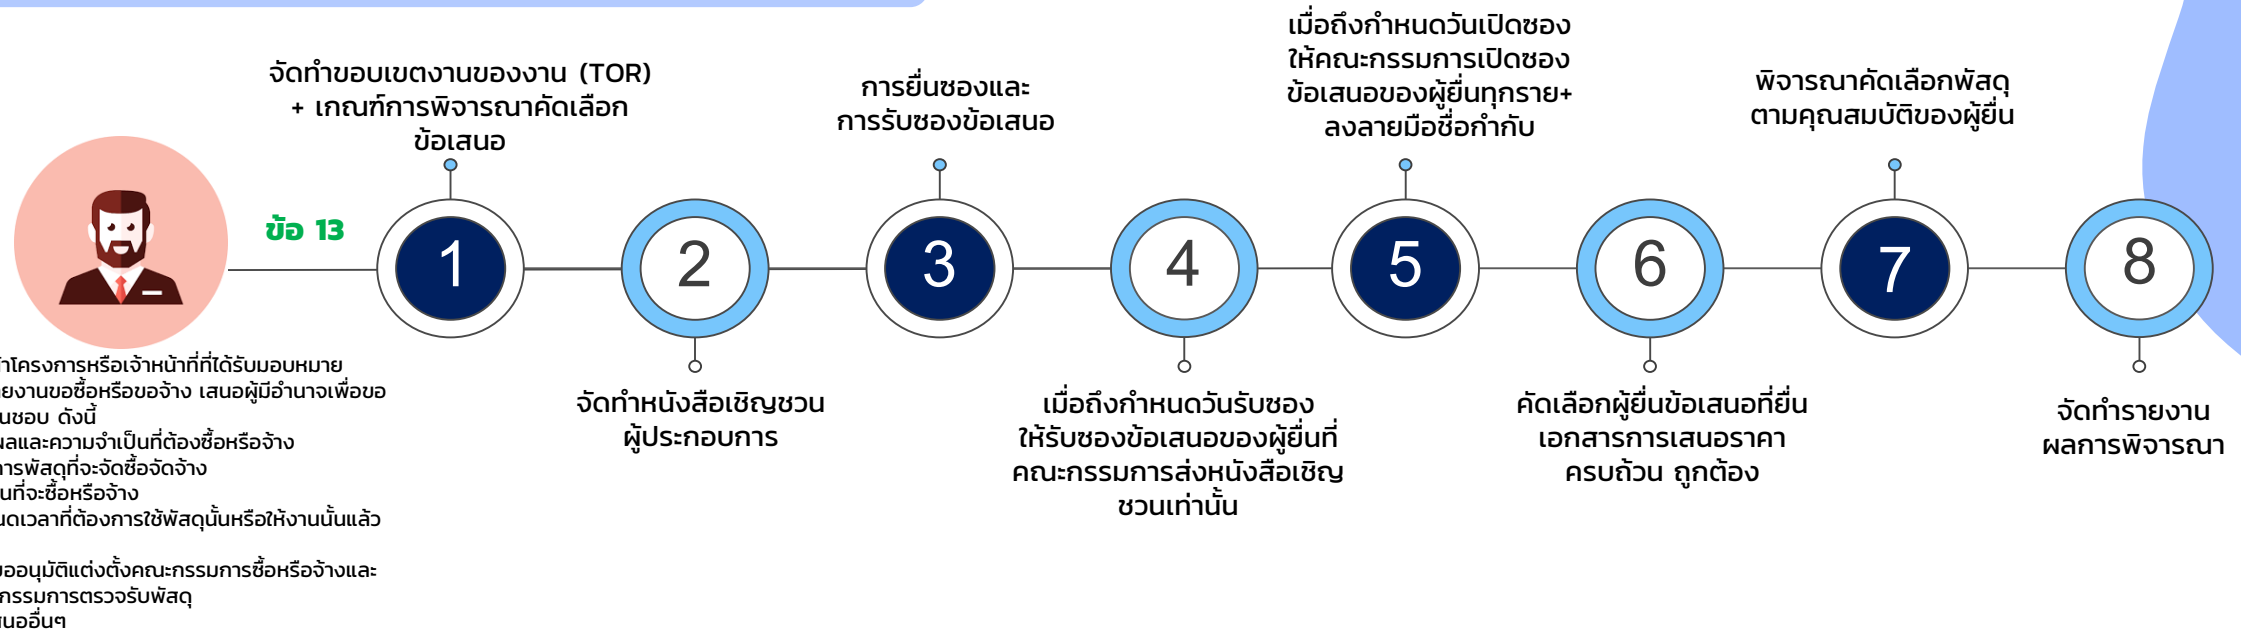 จัดทำขอบเขตงานของงาน (TOR)
+ เกณฑ์การพิจารณาคัดเลือก
ข้อเสนอ
การยื่นซองและ
การรับซองข้อเสนอ
เมื่อถึงกำหนดวันเปิดซอง
ให้คณะกรรมการเปิดซอง
ข้อเสนอของผู้ยื่นทุกราย+
ลงลายมือชื่อกำกับ
พิจารณาคัดเลือกพัสดุ
ตามคุณสมบัติของผู้ยื่น
ข้อ 13
1
2
3
4
5
6
7
8
โครงการหรือเจ้าหน้าที่ที่ได้รับมอบหมาย
ขอซื้อหรือขอจ้าง เสนอผู้มีอำนาจเพื่อขอ
ชอบ ดังนี้
และความจำเป็นที่ต้องซื้อหรือจ้าง
พัสดุที่จะจัดซื้อจัดจ้าง
ที่จะซื้อหรือจ้าง
เวลาที่ต้องการใช้พัสดุนั้นหรือให้งานนั้นแล้ว
ขออนุมัติแต่งตั้งคณะกรรมการซื้อหรือจ้างและ
กรรมการตรวจรับพัสดุ
อื่นๆ
จัดทำหนังสือเชิญชวน
ผู้ประกอบการ
เมื่อถึงกำหนดวันรับซอง
ให้รับซองข้อเสนอของผู้ยื่นที่
คณะกรรมการส่งหนังสือเชิญ
ชวนเท่านั้น
คัดเลือกผู้ยื่นข้อเสนอที่ยื่น
เอกสารการเสนอราคา
ครบถ้วน ถูกต้อง
จัดทำรายงาน
ผลการพิจารณา